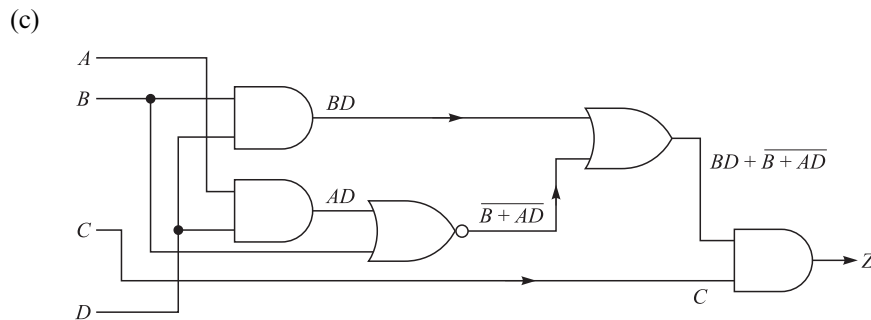 (c)
A
B
BD
BD + \overline{B + AD}
AD
\overline{B + AD}
C
Z
C
D